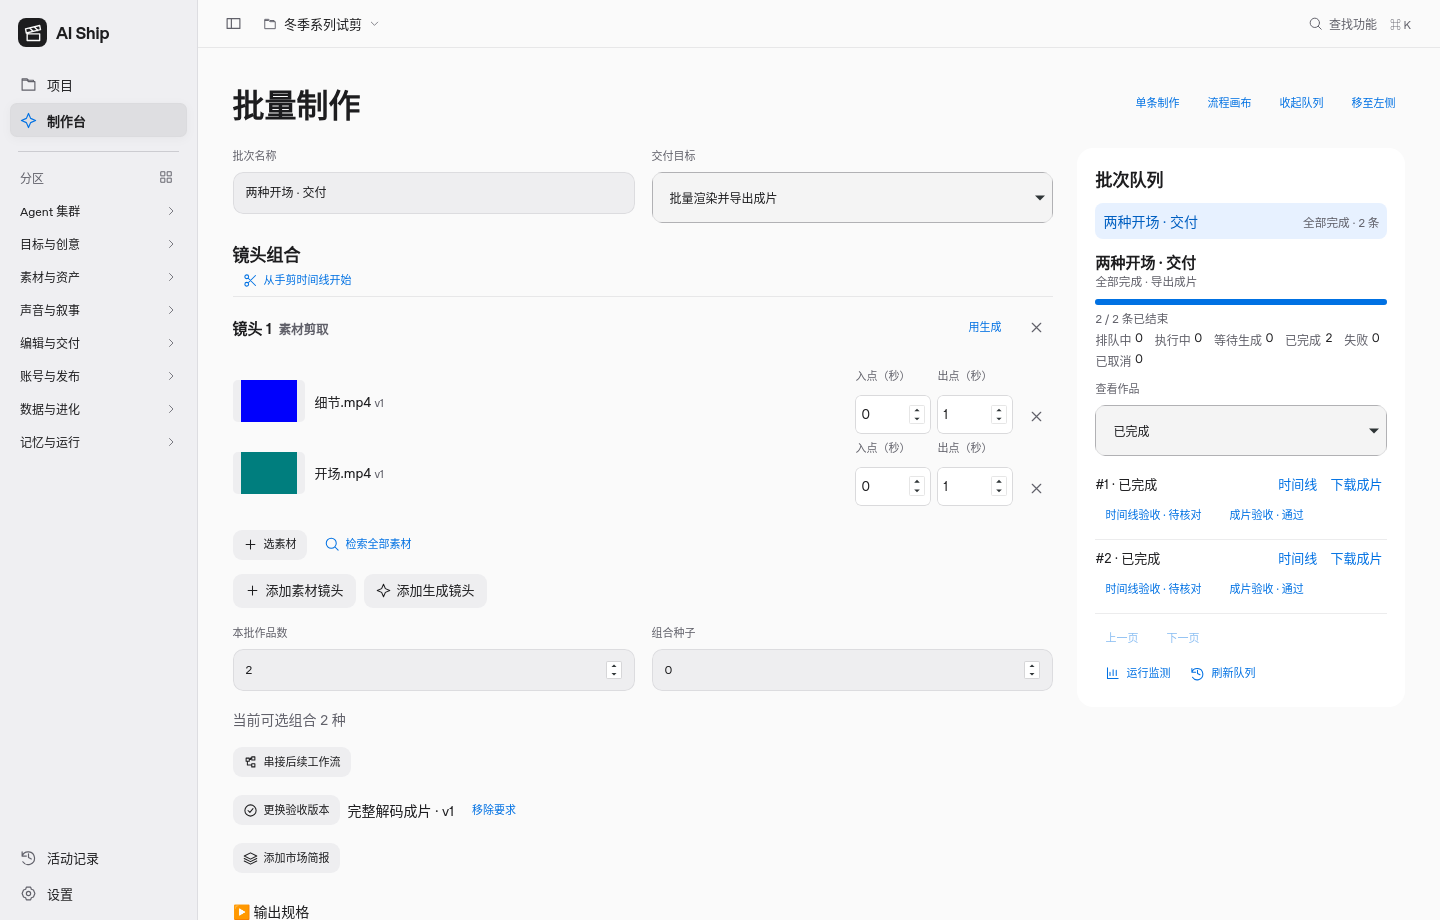 AI Ship
项目
制作台
分区
Agent 集群
目标与创意
素材与资产
声音与叙事
编辑与交付
账号与发布
数据与进化
记忆与运行
活动记录
设置
冬季系列试剪
查找功能 ⌘K
批量制作
单条制作 流程画布 收起队列 移至左侧
批次名称
两种开场 · 交付
交付目标
批量渲染并导出成片
镜头组合
从手剪时间线开始
镜头 1 素材剪取
用生成
细节.mp4 v1
入点（秒） 出点（秒）
0 1
开场.mp4 v1
入点（秒） 出点（秒）
0 1
选素材 检索全部素材
添加素材镜头 添加生成镜头
本批作品数
2
组合种子
0
当前可选组合 2 种
串接后续工作流
更换验收版本 完整解码成片 · v1 移除要求
添加市场简报
输出规格
批次队列
两种开场 · 交付 全部完成 · 2 条
两种开场 · 交付
全部完成 · 导出成片
2 / 2 条已结束
排队中 0 执行中 0 等待生成 0 已完成 2 失败 0
已取消 0
查看作品
已完成
#1 · 已完成 时间线 下载成片
时间线验收 · 待核对 成片验收 · 通过
#2 · 已完成 时间线 下载成片
时间线验收 · 待核对 成片验收 · 通过
上一页 下一页
运行监测 刷新队列